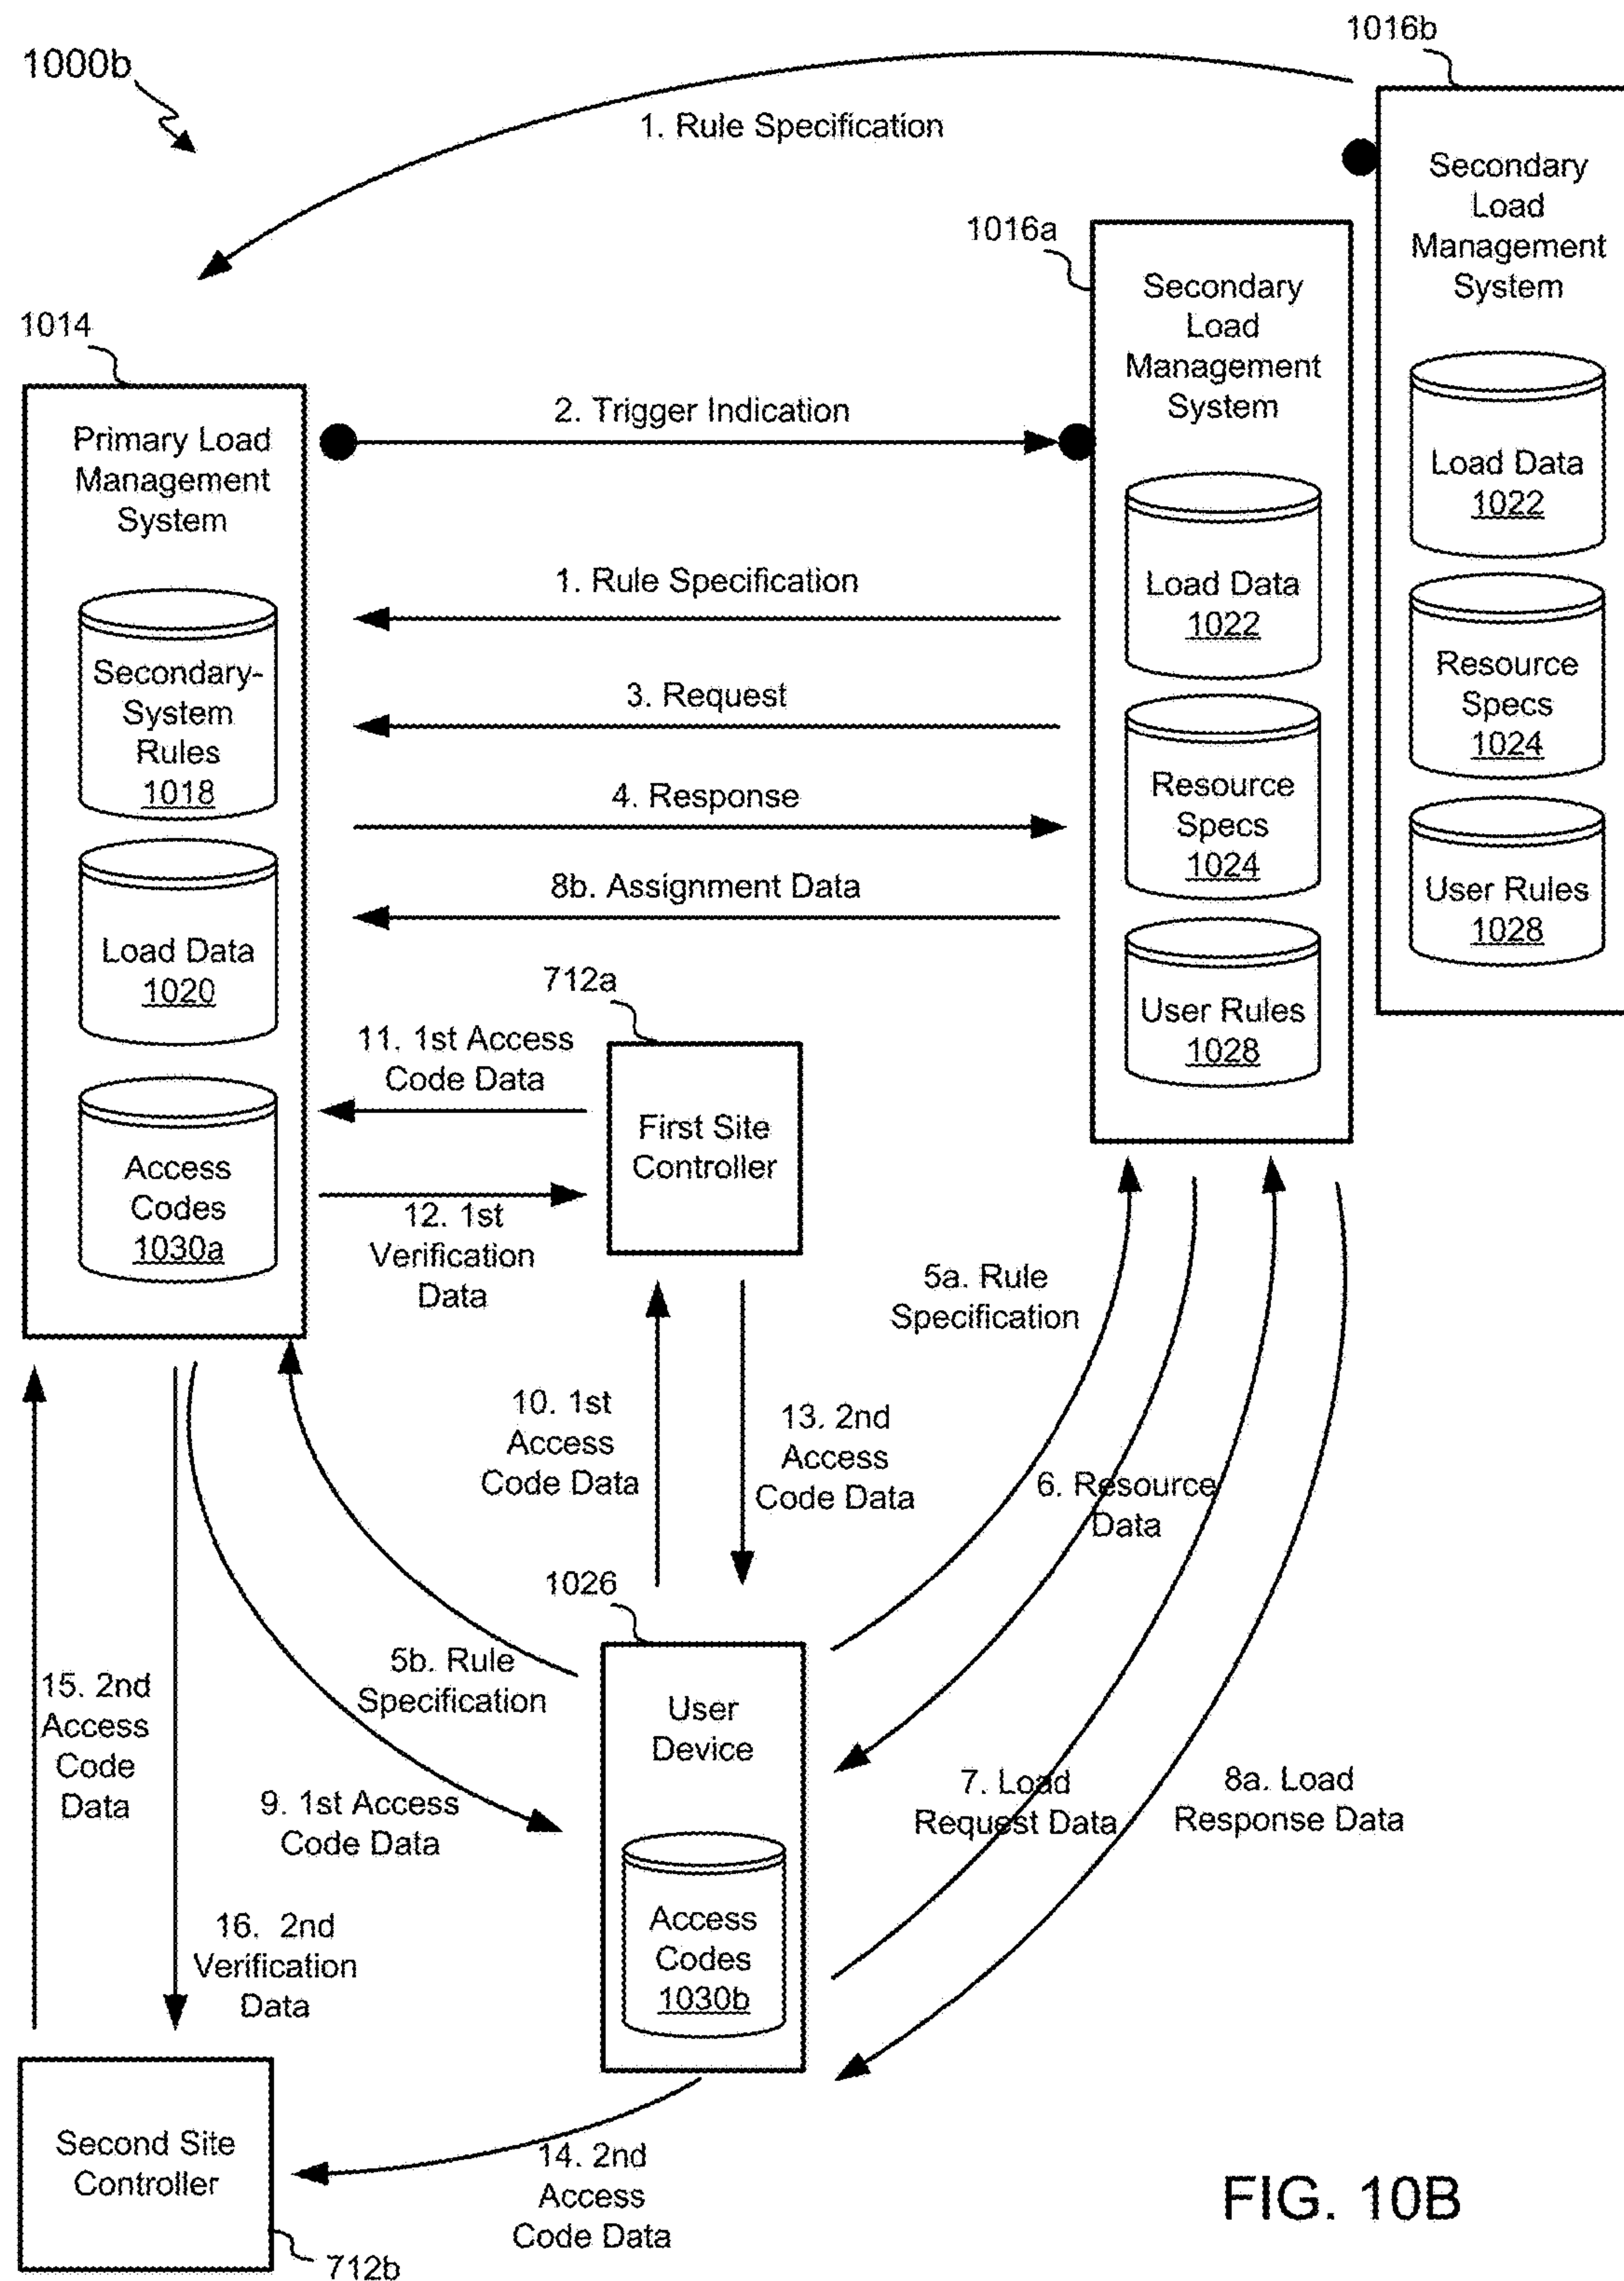 1000b
1016b
1. Rule Specification
Secondary
Load
Management
System
Load Data
1022
Resource
Specs
1024
User Rules
1028
1016a
Secondary
Load
Management
System
Load Data
1022
Resource
Specs
1024
User Rules
1028
1014
Primary Load
Management
System
Secondary-
System
Rules
1018
Load Data
1020
Access
Codes
1030a
2. Trigger Indication
1. Rule Specification
3. Request
4. Response
8b. Assignment Data
712a
11. 1st Access
Code Data
First Site
Controller
12. 1st
Verification
Data
5a. Rule
Specification
10. 1st
Access
Code Data
13. 2nd
Access
Code Data
6. Resource
Data
1026
5b. Rule
Specification
15. 2nd
Access
Code
Data
User
Device
9. 1st Access
Code Data
7. Load
Request Data
8a. Load
Response Data
Access
Codes
1030b
16. 2nd
Verification
Data
Second Site
Controller
14. 2nd
Access
Code Data
712b
FIG. 10B